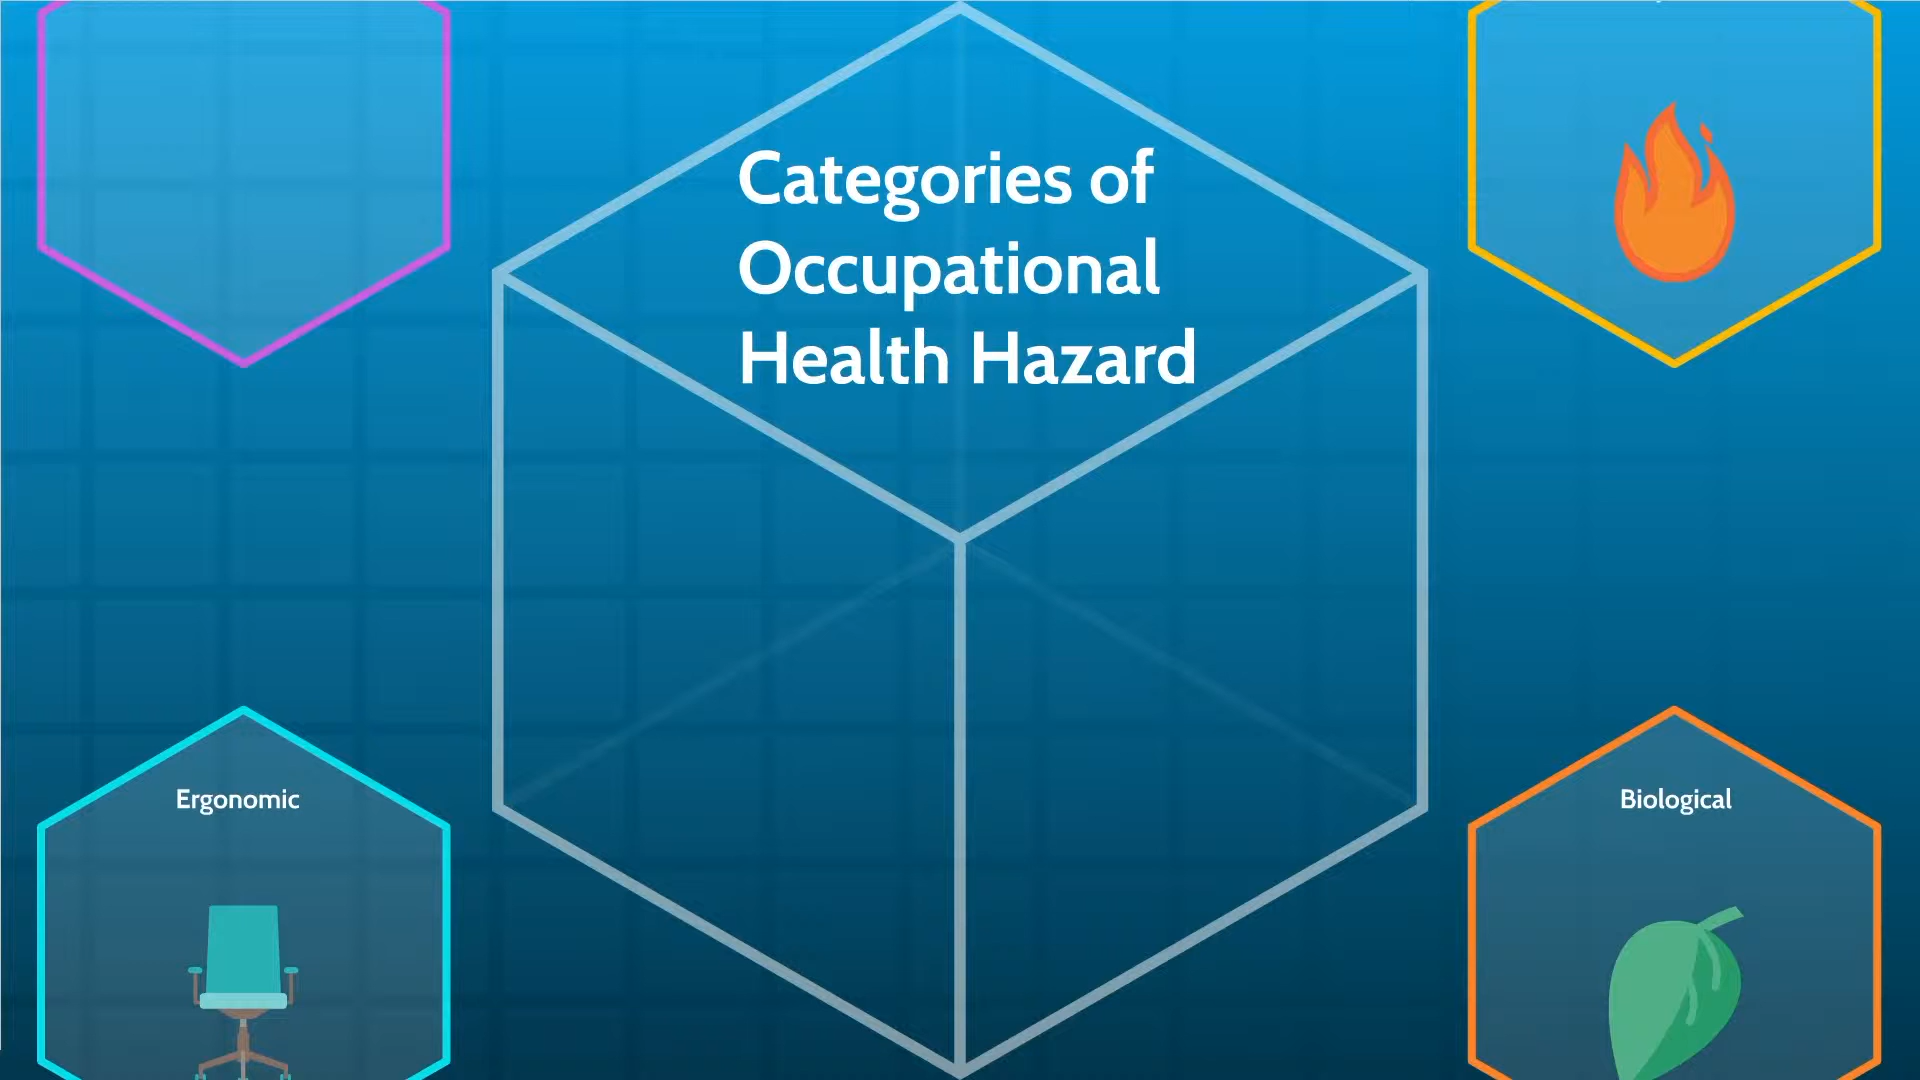 Categories of
Occupational
Health Hazard
Ergonomic
Biological